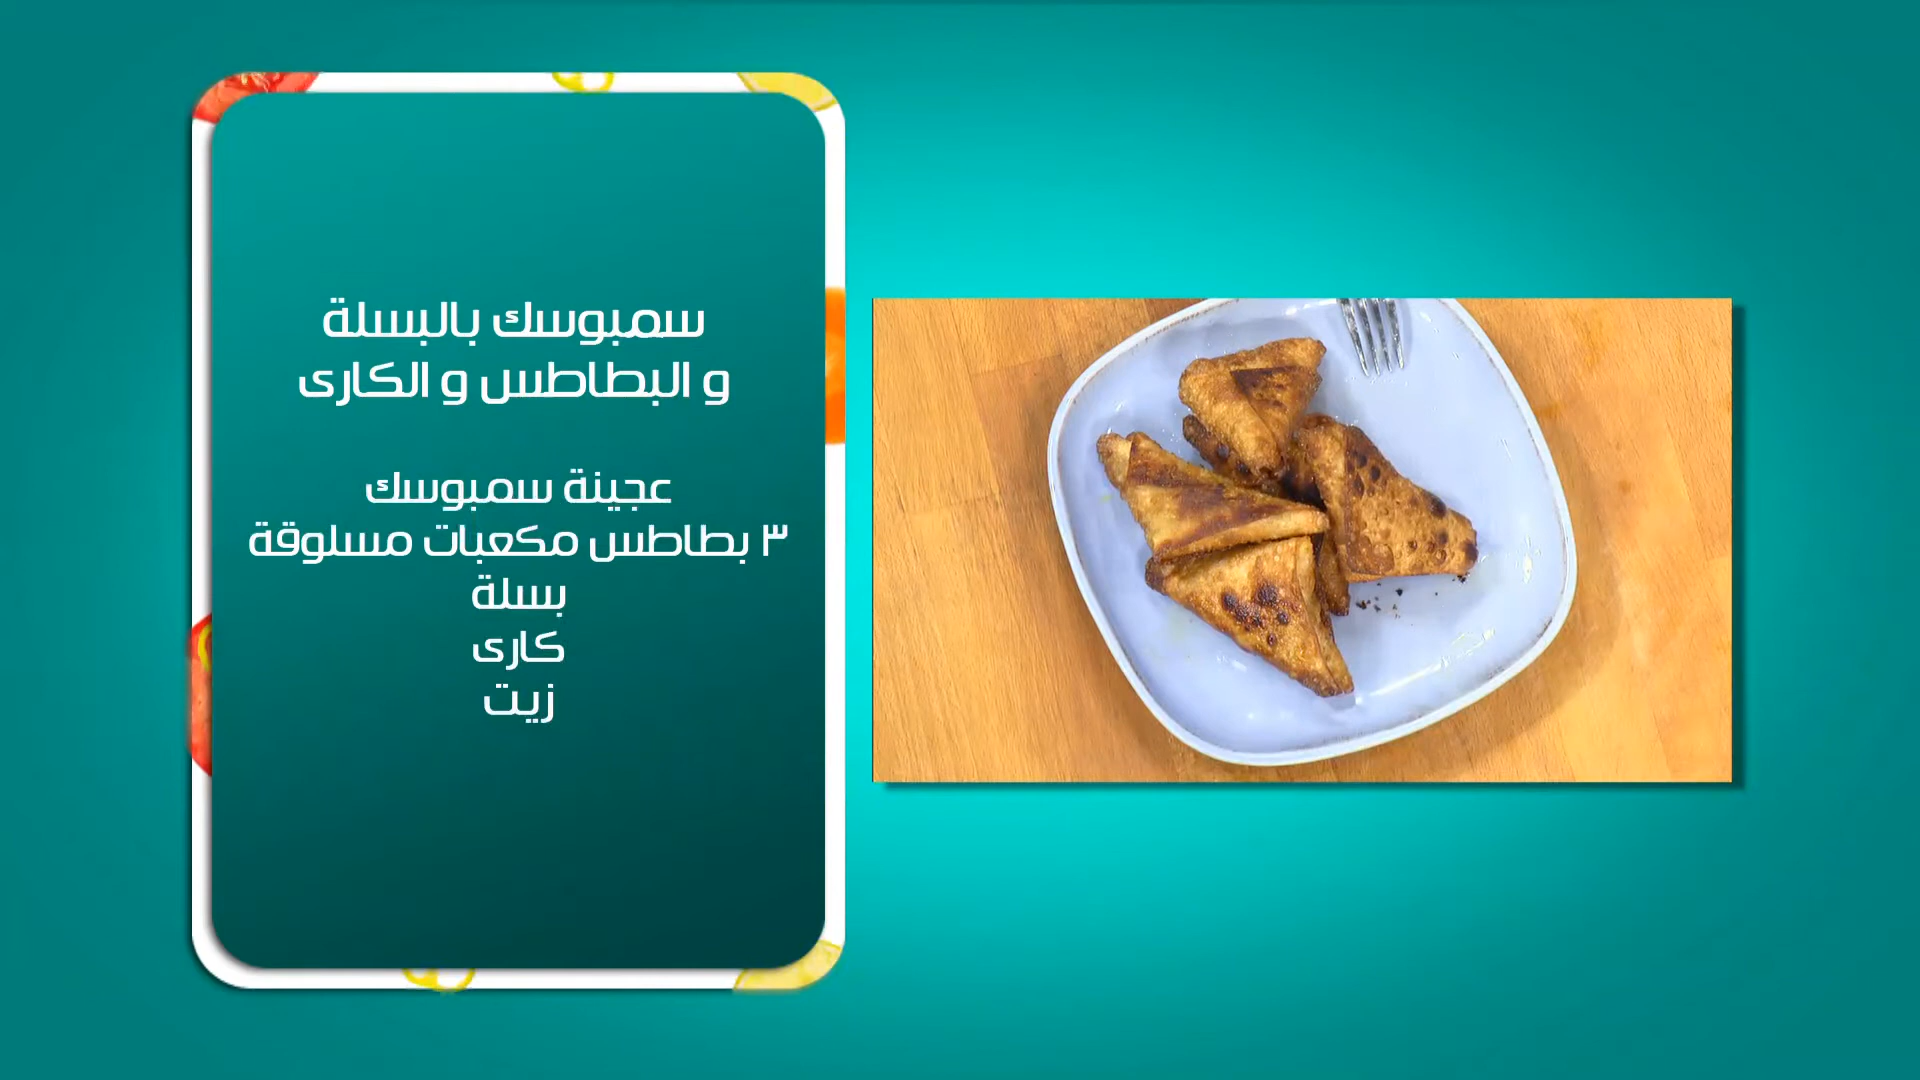 سمبوسك بالبسلة
و البطاطس و الكارى
عجينة سمبوسك
٣ بطاطس مكعبات مسلوقة
بسلة
كارى
زيت